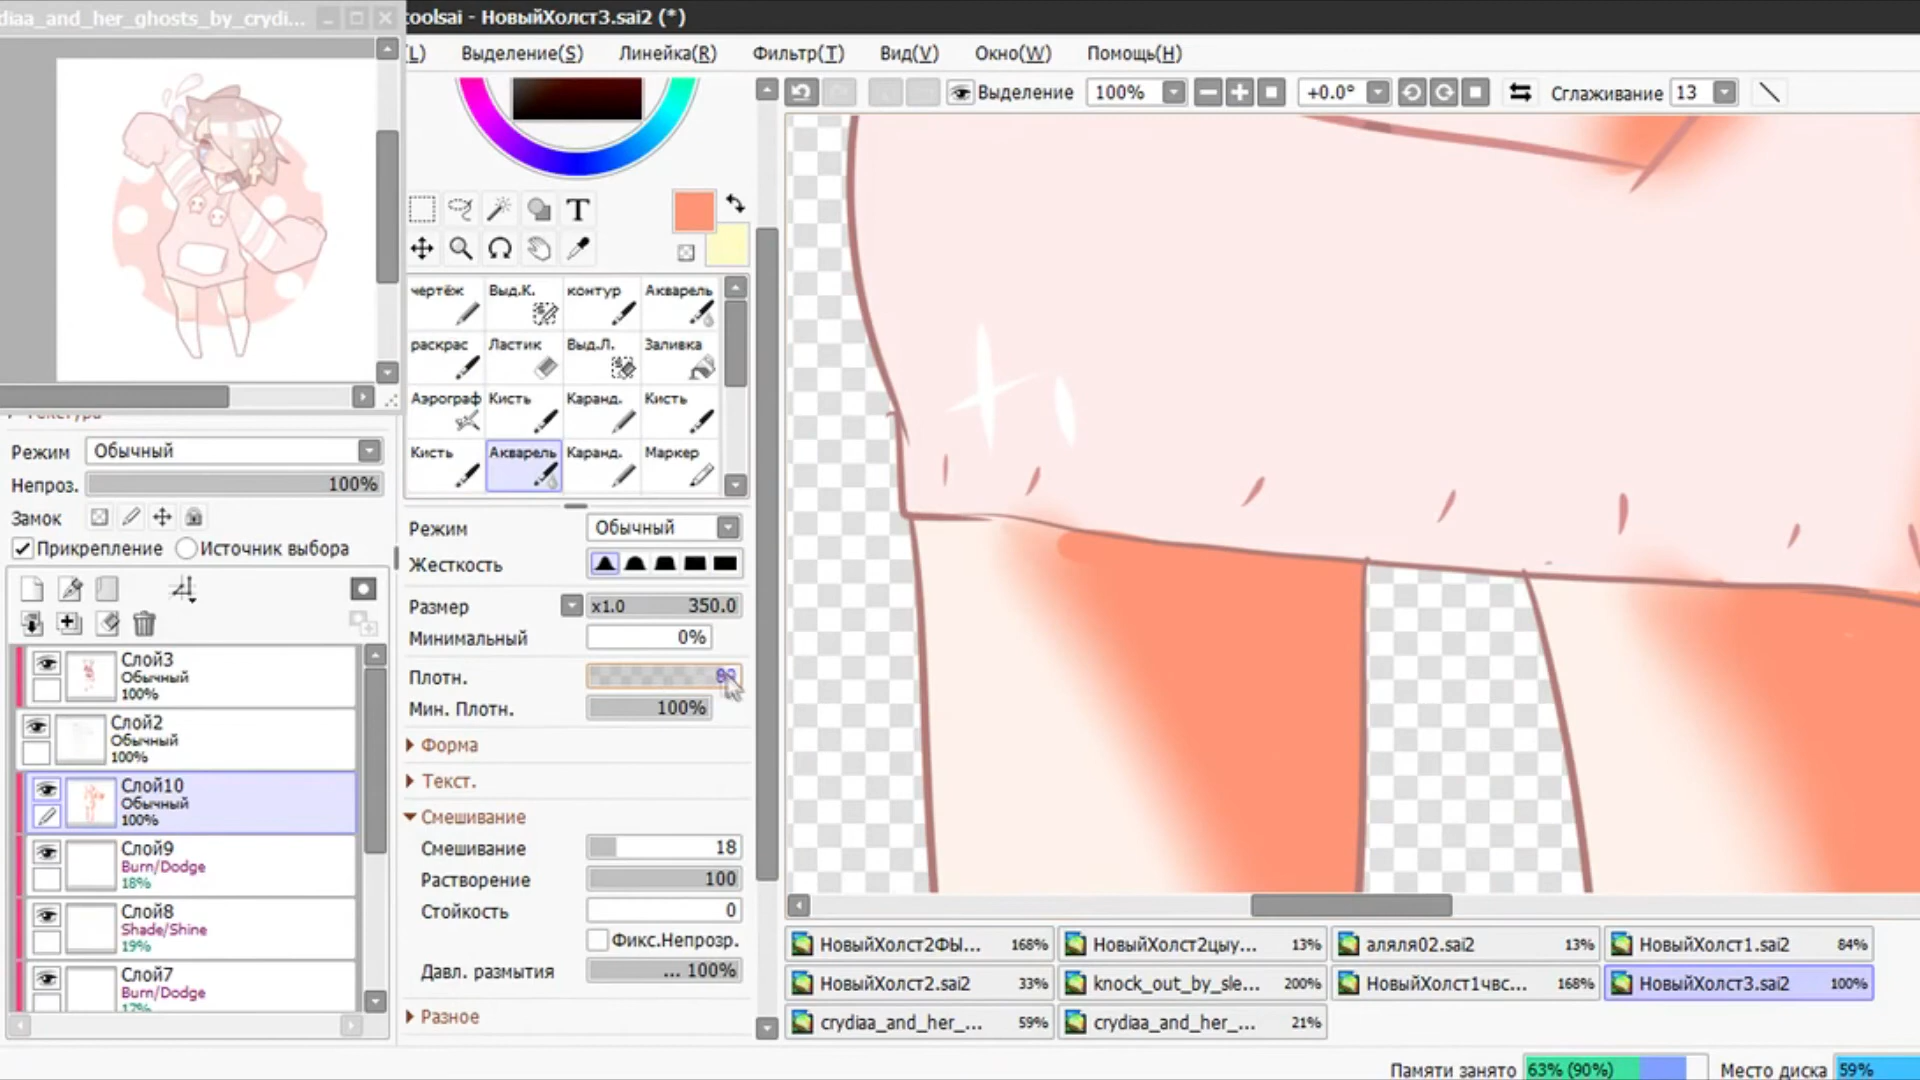 diaa_and_her_ghosts_by_crydi...
toolsai - НовыйХолст3.sai2 (*)
(L)
Выделение(S)
Линейка(R)
Фильтр(T)
Вид(V)
Окно(W)
Помощь(H)
Выделение
100%
+0.0°
Сглаживание
13
T
чертёж
Выд.К.
контур
Акварель
раскрас
Ластик
Выд.Л.
Заливка
Аэрограф
Кисть
Каранд.
Кисть
Кисть
Акварель
Каранд.
Маркер
Режим
Обычный
Непроз.
100%
Замок
Прикрепление
Источник выбора
Слой3
Обычный
100%
Слой2
Обычный
100%
Слой10
Обычный
100%
Слой9
Burn/Dodge
18%
Слой8
Shade/Shine
19%
Слой7
Burn/Dodge
17%
Режим
Обычный
Жесткость
Размер
x1.0
350.0
Минимальный
0%
Плотн.
Мин. Плотн.
100%
Форма
Текст.
Смешивание
Смешивание
18
Растворение
100
Стойкость
0
Фикс.Непрозр.
Давл. размытия
... 100%
Разное
НовыйХолст2ФЫ...
168%
НовыйХолст2цыу...
13%
аляля02.sai2
13%
НовыйХолст1.sai2
84%
НовыйХолст2.sai2
33%
knock_out_by_sle...
200%
НовыйХолст1чвс...
168%
НовыйХолст3.sai2
100%
crydiaa_and_her_...
59%
crydiaa_and_her_...
21%
Памяти занято
63% (90%)
Место диска
59%